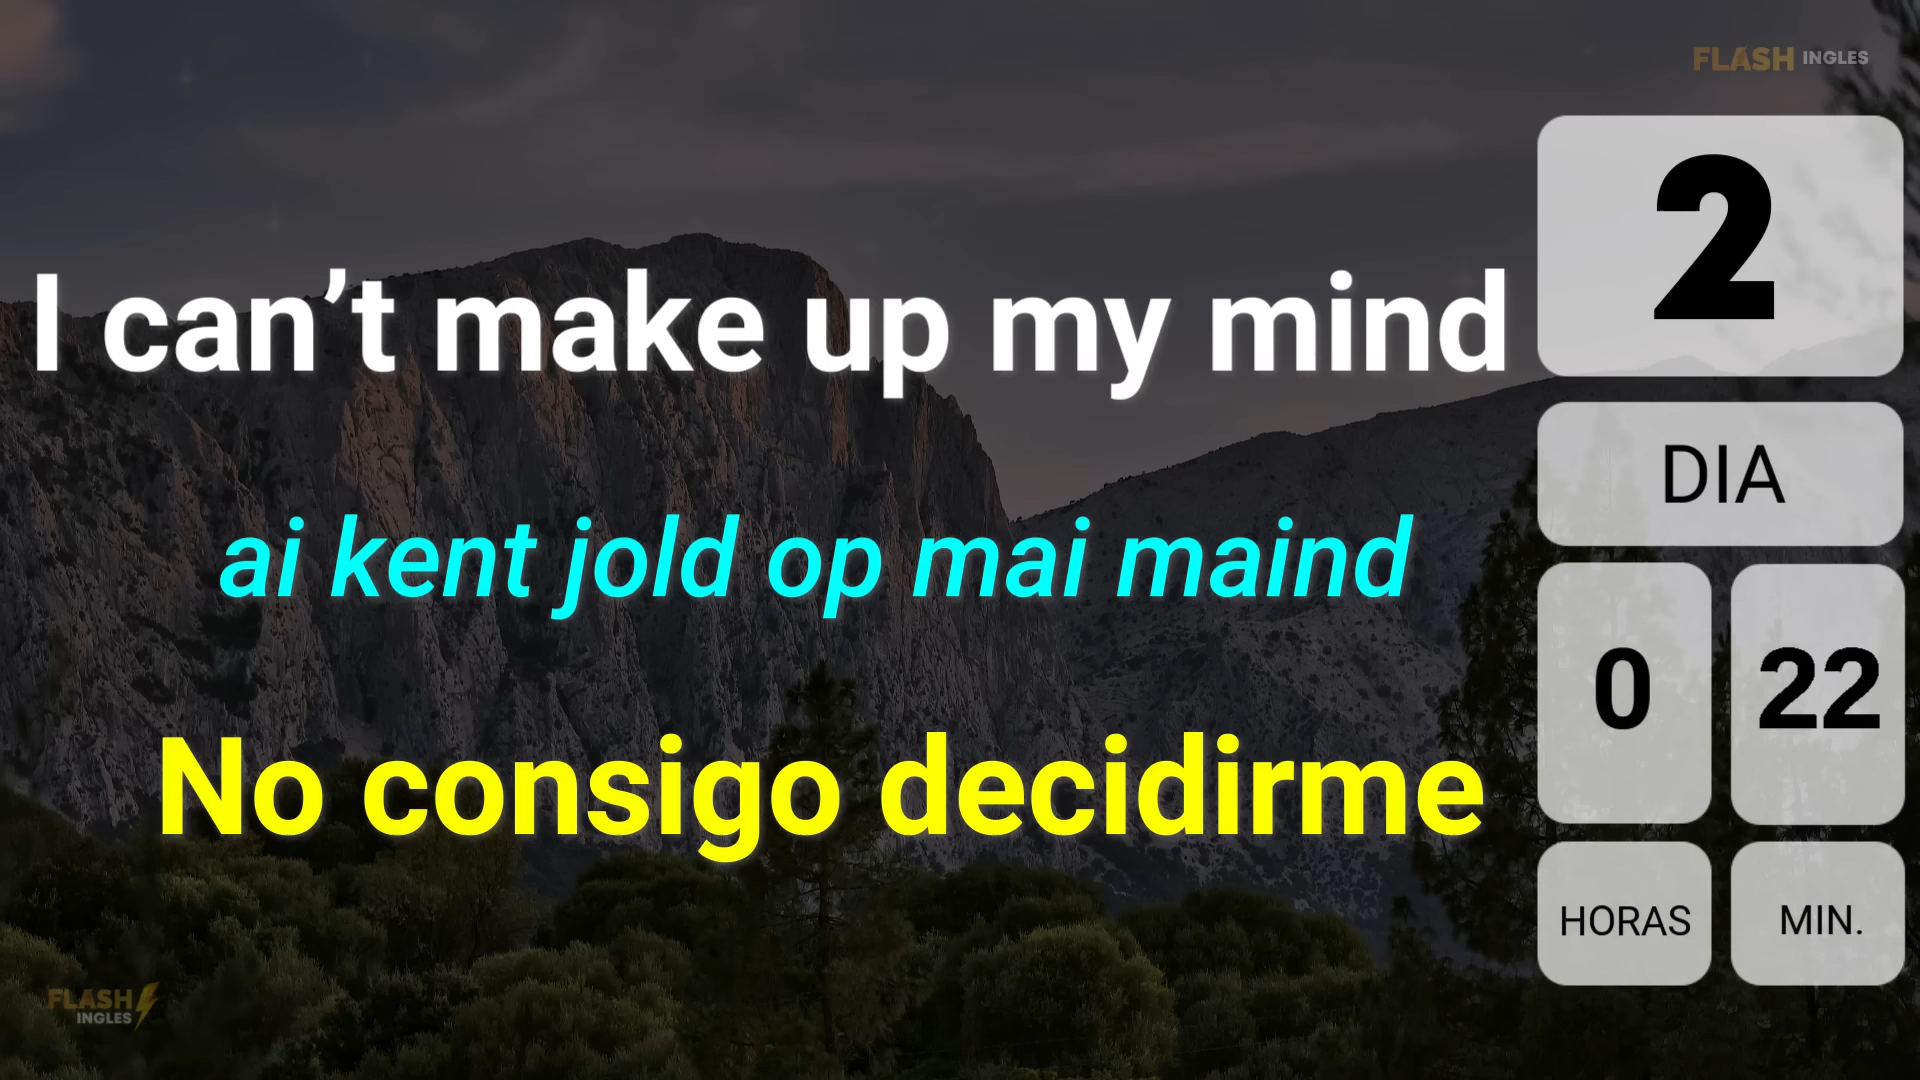 FLASH INGLES
2
I can’t make up my mind
DIA
ai kent jold op mai maind
0 22
No consigo decidirme
HORAS MIN.
FLASH
INGLES